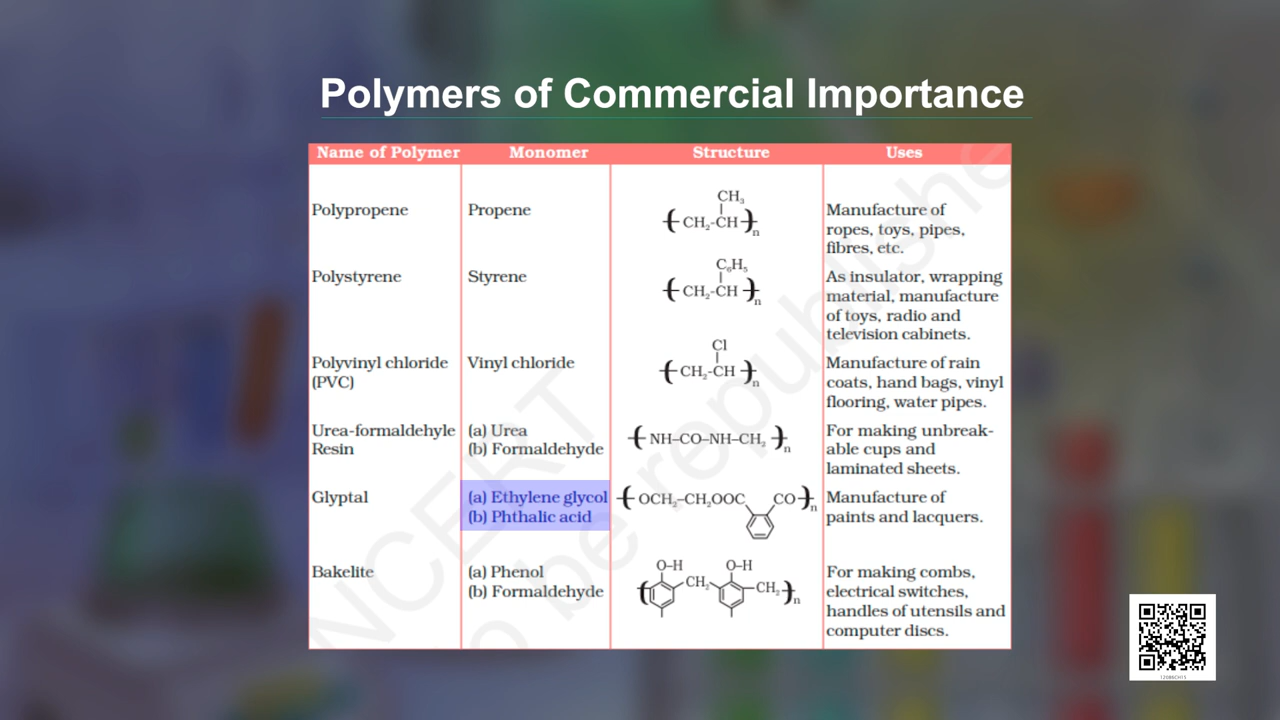 Polymers of Commercial Importance
Name of Polymer Monomer Structure Uses
Polypropene Propene
CH₃
CH₂-CH n
Manufacture of
ropes, toys, pipes,
fibres, etc.
Polystyrene Styrene
C₆H₅
CH₂-CH n
As insulator, wrapping
material, manufacture
of toys, radio and
television cabinets.
Polyvinyl chloride
(PVC)
Vinyl chloride
Cl
CH₂-CH n
Manufacture of rain
coats, hand bags, vinyl
flooring, water pipes.
Urea-formaldehyle
Resin
(a) Urea
(b) Formaldehyde
NH–CO–NH–CH₂ n
For making unbreak-
able cups and
laminated sheets.
Glyptal
(a) Ethylene glycol
(b) Phthalic acid
OCH₂–CH₂OOC CO n
Manufacture of
paints and lacquers.
Bakelite
(a) Phenol
(b) Formaldehyde
O–H O–H
CH₂ CH₂ n
For making combs,
electrical switches,
handles of utensils and
computer discs.
NCERT
be republishe
12086CH15